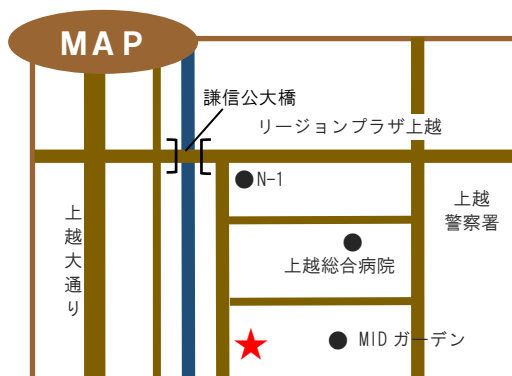 MAP
謙信公大橋
リージョンプラザ上越
N-1
上越
警察署
上越大通り
上越総合病院
MID ガーデン